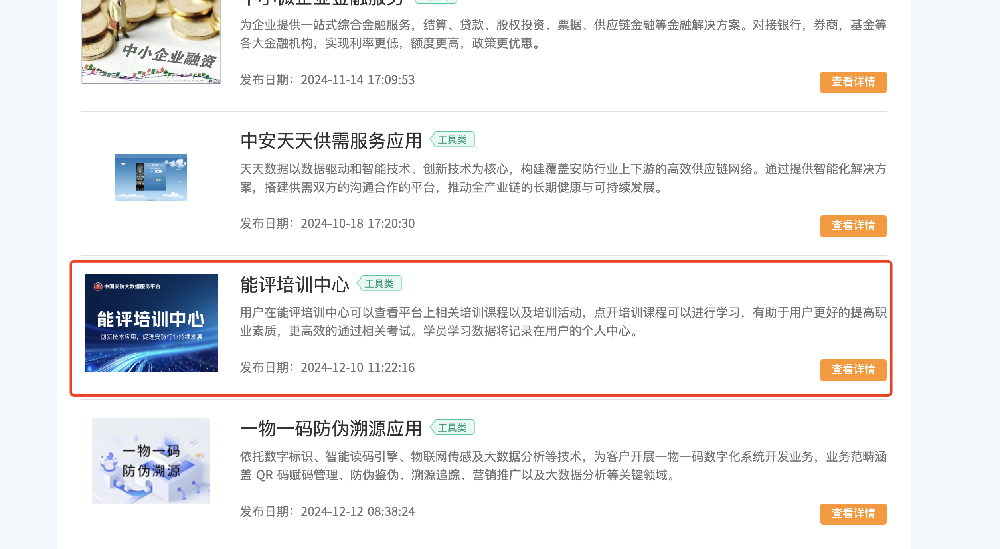 中小微企业金融服务
为企业提供一站式综合金融服务，结算、贷款、股权投资、票据、供应链金融等金融解决方案。对接银行，券商，基金等
各大金融机构，实现利率更低，额度更高，政策更优惠。
中小企业融资
发布日期：2024-11-14 17:09:53
查看详情
中安天天供需服务应用 工具类
天天数据以数据驱动和智能技术、创新技术为核心，构建覆盖安防行业上下游的高效供应链网络。通过提供智能化解决方
案，搭建供需双方的沟通合作的平台，推动全产业链的长期健康与可持续发展。
发布日期：2024-10-18 17:20:30
查看详情
中国安防大数据服务平台
能评培训中心
创新技术应用，促进安防行业持续发展
能评培训中心 工具类
用户在能评培训中心可以查看平台上相关培训课程以及培训活动，点开培训课程可以进行学习，有助于用户更好的提高职
业素质，更高效的通过相关考试。学员学习数据将记录在用户的个人中心。
发布日期：2024-12-10 11:22:16
查看详情
一物一码
防伪溯源
一物一码防伪溯源应用 工具类
依托数字标识、智能读码引擎、物联网传感及大数据分析等技术，为客户开展一物一码数字化系统开发业务，业务范畴涵
盖 QR 码赋码管理、防伪鉴伪、溯源追踪、营销推广以及大数据分析等关键领域。
发布日期：2024-12-12 08:38:24
查看详情